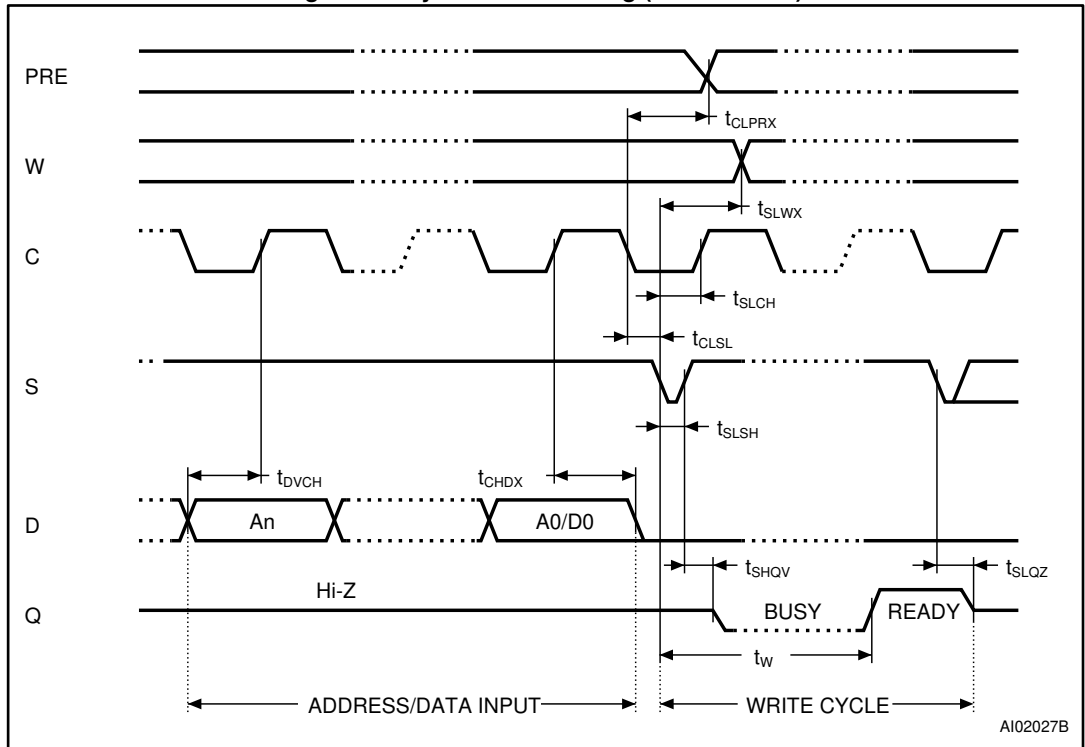 PRE
tCLPRX
W
tSLWX
C
tSLCH
tCLSL
S
tSLSH
tDVCH
tCHDX
D
An
A0/D0
tSHQV
tSLQZ
Hi-Z
Q
BUSY
READY
tW
ADDRESS/DATA INPUT
WRITE CYCLE
AI02027B